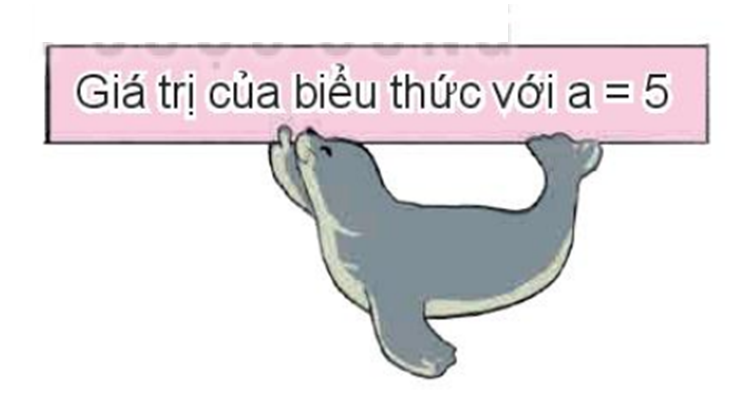 Giá trị của biểu thức với a = 5